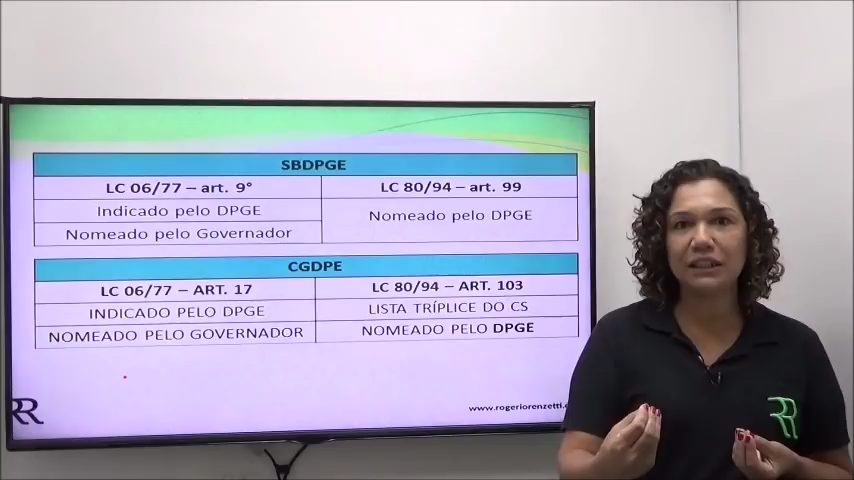 SBDPGE
LC 06/77 – art. 9° LC 80/94 – art. 99
Indicado pelo DPGE
Nomeado pelo DPGE
Nomeado pelo Governador
CGDPE
LC 06/77 – ART. 17 LC 80/94 – ART. 103
INDICADO PELO DPGE LISTA TRÍPLICE DO CS
NOMEADO PELO GOVERNADOR NOMEADO PELO DPGE
www.rogeriorenzetti.c
RR
RR